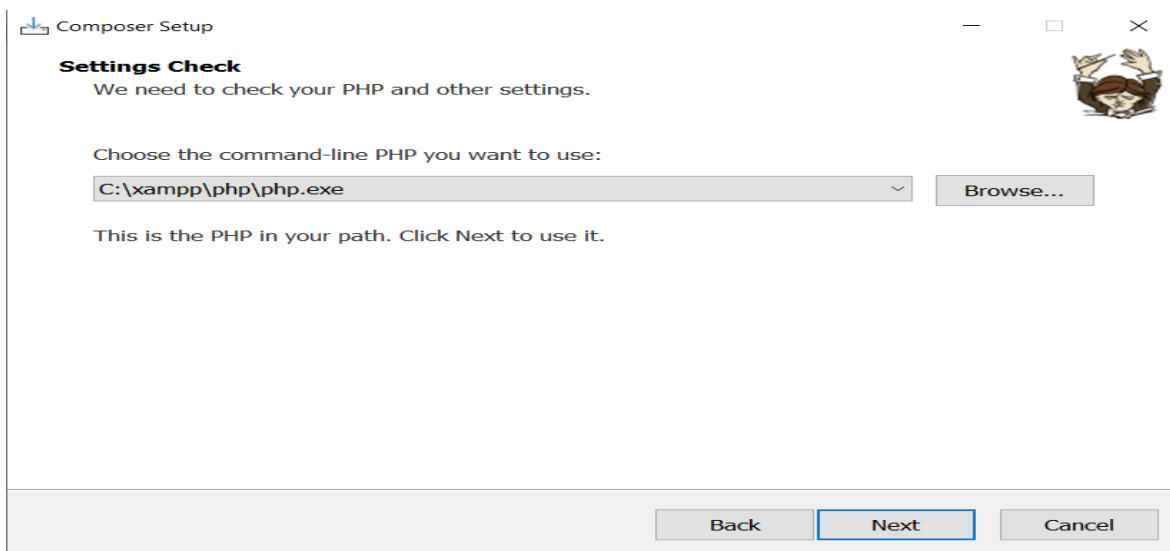 Composer Setup
Settings Check
We need to check your PHP and other settings.
Choose the command-line PHP you want to use:
C:\xampp\php\php.exe
Browse...
This is the PHP in your path. Click Next to use it.
Back
Next
Cancel